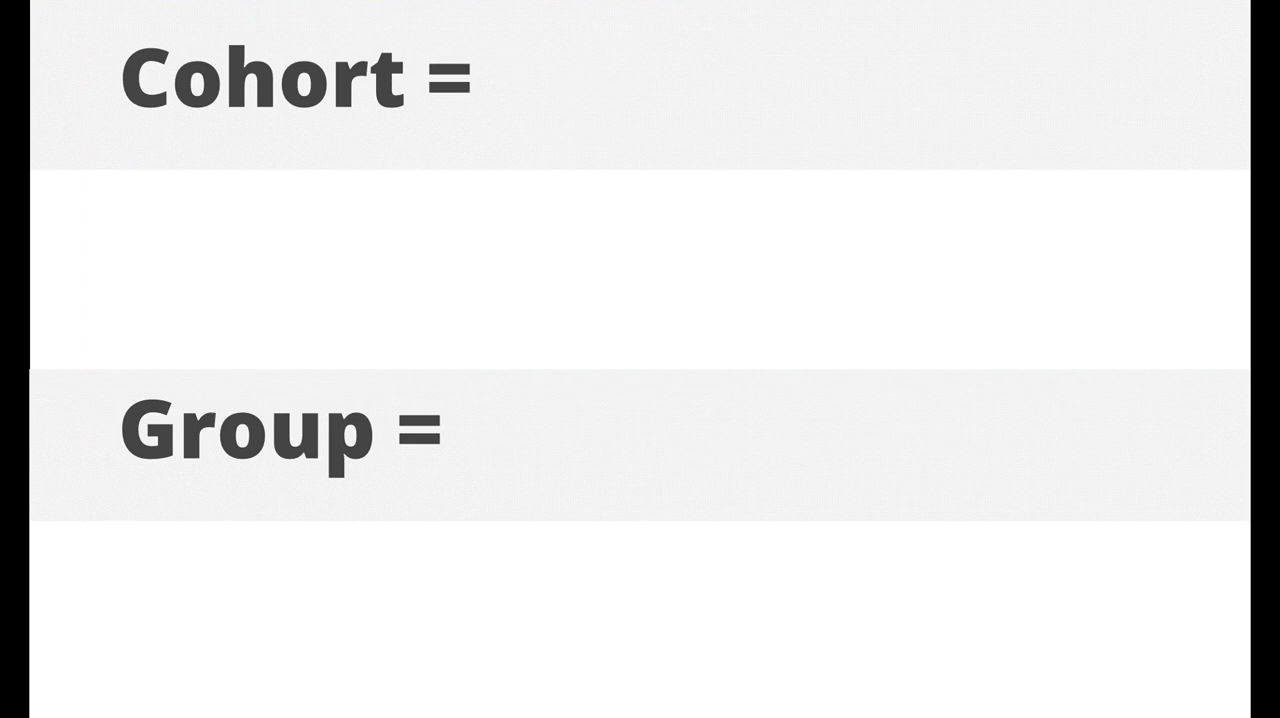 Cohort =
Group =